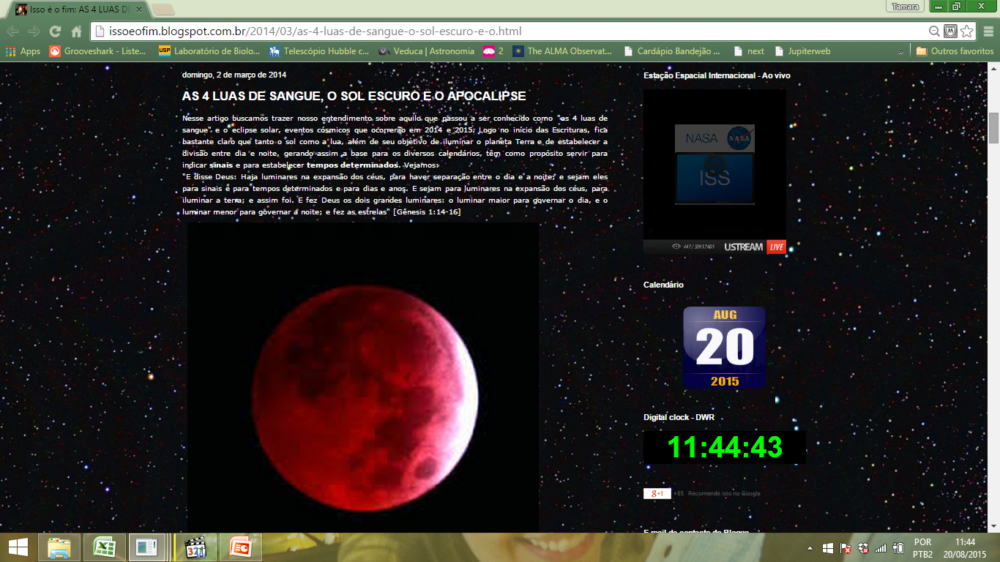 Isso é o fim: AS 4 LUAS DE
Tamara
issoeofim.blogspot.com.br/2014/03/as-4-luas-de-sangue-o-sol-escuro-e-o.html
Apps Grooveshark - Liste... USP Laboratório de Biolo... Telescópio Hubble c... Veduca | Astronomia 2 The ALMA Observat... Cardápio Bandejão ... next Jupiterweb » Outros favoritos
domingo, 2 de março de 2014
AS 4 LUAS DE SANGUE, O SOL ESCURO E O APOCALIPSE
Nesse artigo buscamos trazer nosso entendimento sobre aquilo que passou a ser conhecido como "as 4 luas de
sangue" e o eclipse solar, eventos cósmicos que ocorrerão em 2014 e 2015. Logo no início das Escrituras, fica
bastante claro que tanto o sol como a lua, além de seu objetivo de iluminar o planeta Terra e de estabelecer a
divisão entre dia e noite, gerando assim a base para os diversos calendários, têm como propósito servir para
indicar sinais e para estabelecer tempos determinados. Vejamos:
"E disse Deus: Haja luminares na expansão dos céus, para haver separação entre o dia e a noite; e sejam eles
para sinais e para tempos determinados e para dias e anos. E sejam para luminares na expansão dos céus, para
iluminar a terra; e assim foi. E fez Deus os dois grandes luminares: o luminar maior para governar o dia, e o
luminar menor para governar a noite; e fez as estrelas" [Gênesis 1:14-16]
Estação Espacial Internacional - Ao vivo
NASA NASA
ISS
USTREAM LIVE
Calendário
AUG
20
2015
Digital clock - DWR
11:44:43
g+1 +55 Recomende isto no Google
E-mail de contacto do Blogue
321
POR 11:44
PTB2 20/08/2015